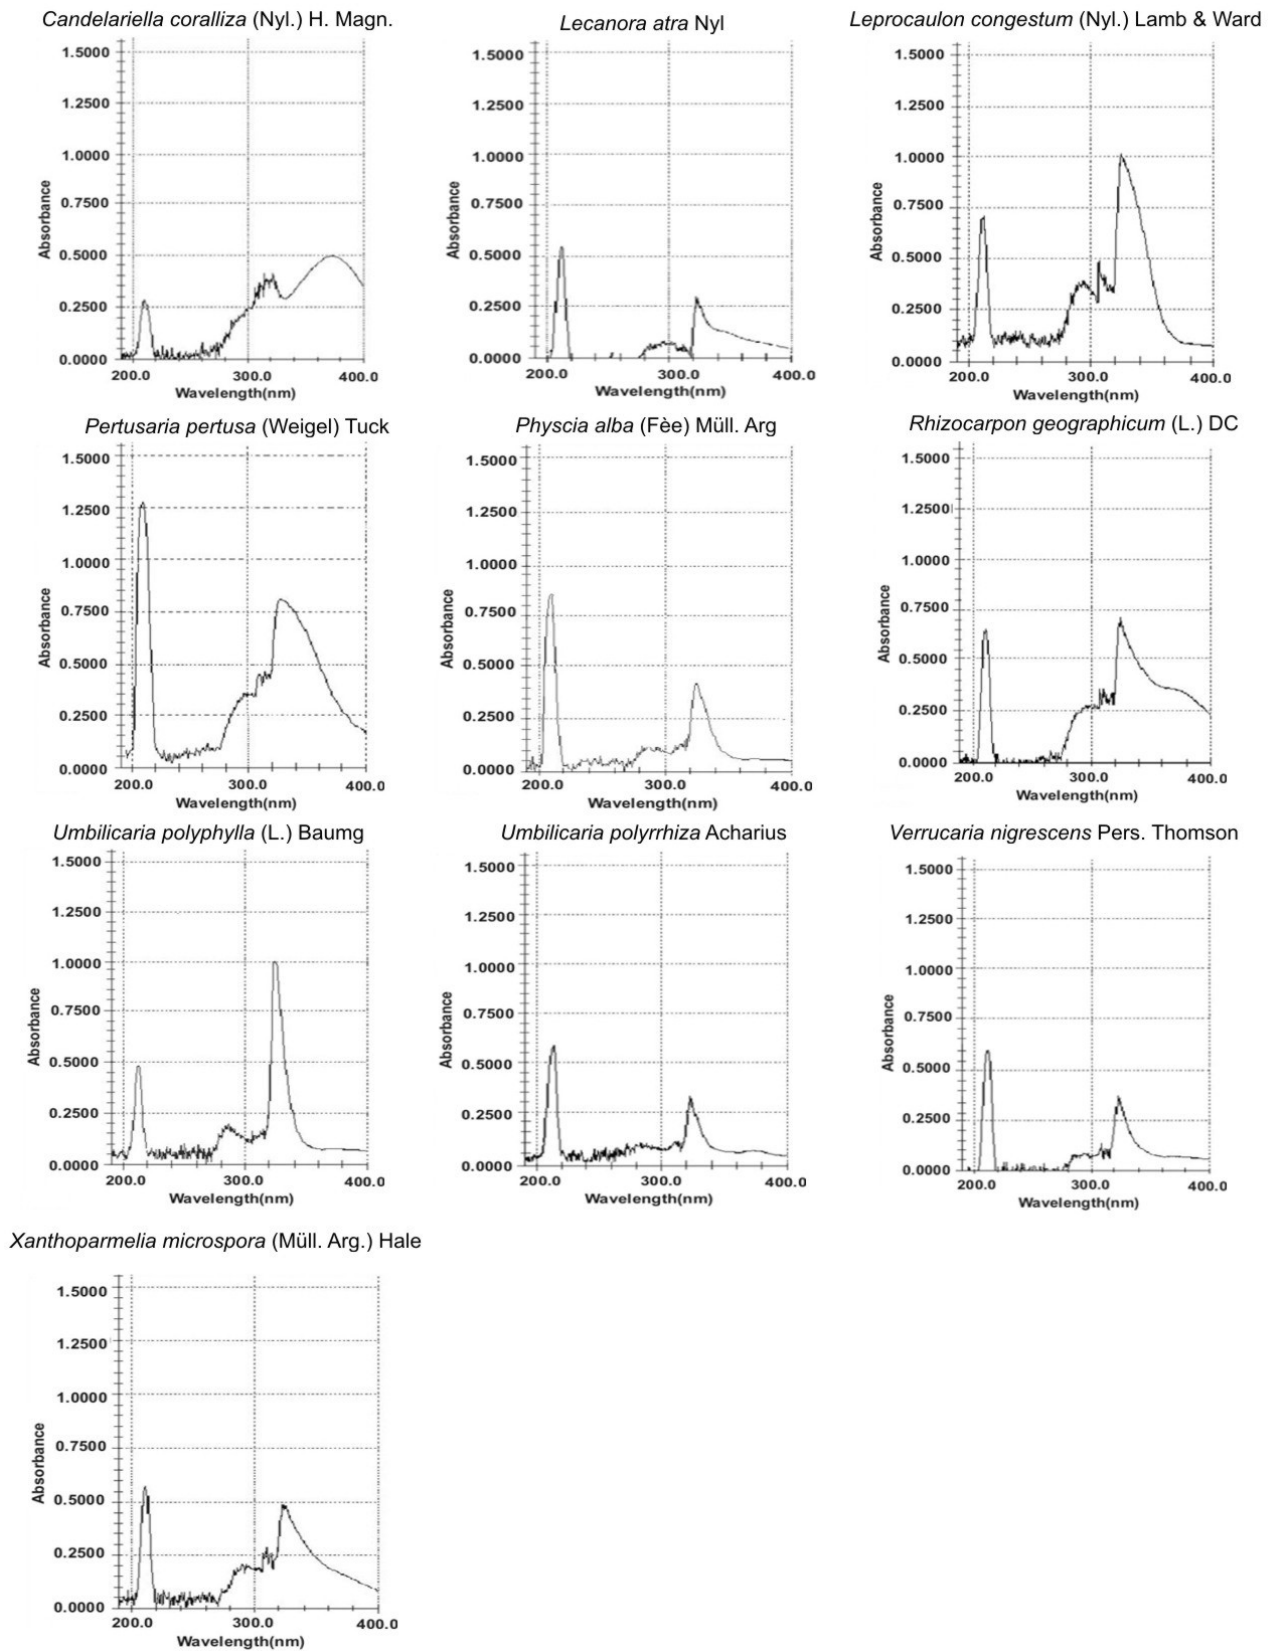 Candelariella coralliza (Nyl.) H. Magn.
1.5000
1.2500
1.0000
0.7500
0.5000
0.2500
0.0000
Absorbance
200.0 300.0 400.0
Wavelength(nm)
Lecanora atra Nyl
1.5000
1.2500
1.0000
0.7500
0.5000
0.2500
0.0000
Absorbance
200.0 300.0 400.0
Wavelength(nm)
Leprocaulon congestum (Nyl.) Lamb & Ward
1.5000
1.2500
1.0000
0.7500
0.5000
0.2500
0.0000
Absorbance
200.0 300.0 400.0
Wavelength(nm)
Pertusaria pertusa (Weigel) Tuck
1.5000
1.2500
1.0000
0.7500
0.5000
0.2500
0.0000
Absorbance
200.0 300.0 400.0
Wavelength(nm)
Physcia alba (Fèe) Müll. Arg
1.5000
1.2500
1.0000
0.7500
0.5000
0.2500
0.0000
Absorbance
200.0 300.0 400.0
Wavelength(nm)
Rhizocarpon geographicum (L.) DC
1.5000
1.2500
1.0000
0.7500
0.5000
0.2500
0.0000
Absorbance
200.0 300.0 400.0
Wavelength(nm)
Umbilicaria polyphylla (L.) Baumg
1.5000
1.2500
1.0000
0.7500
0.5000
0.2500
0.0000
Absorbance
200.0 300.0 400.0
Wavelength(nm)
Umbilicaria polyrrhiza Acharius
1.5000
1.2500
1.0000
0.7500
0.5000
0.2500
0.0000
Absorbance
200.0 300.0 400.0
Wavelength(nm)
Verrucaria nigrescens Pers. Thomson
1.5000
1.2500
1.0000
0.7500
0.5000
0.2500
0.0000
Absorbance
200.0 300.0 400.0
Wavelength(nm)
Xanthoparmelia microspora (Müll. Arg.) Hale
1.5000
1.2500
1.0000
0.7500
0.5000
0.2500
0.0000
Absorbance
200.0 300.0 400.0
Wavelength(nm)